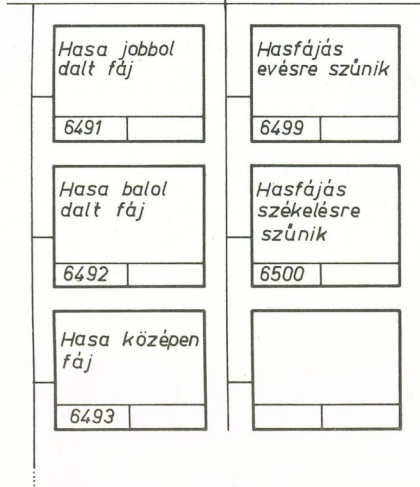 Hasa jobbol
dalt fáj
6491
Hasa balol
dalt fáj
6492
Hasa középen
fáj
6493
Hasfájás
evésre szűnik
6499
Hasfájás
székelésre
szűnik
6500